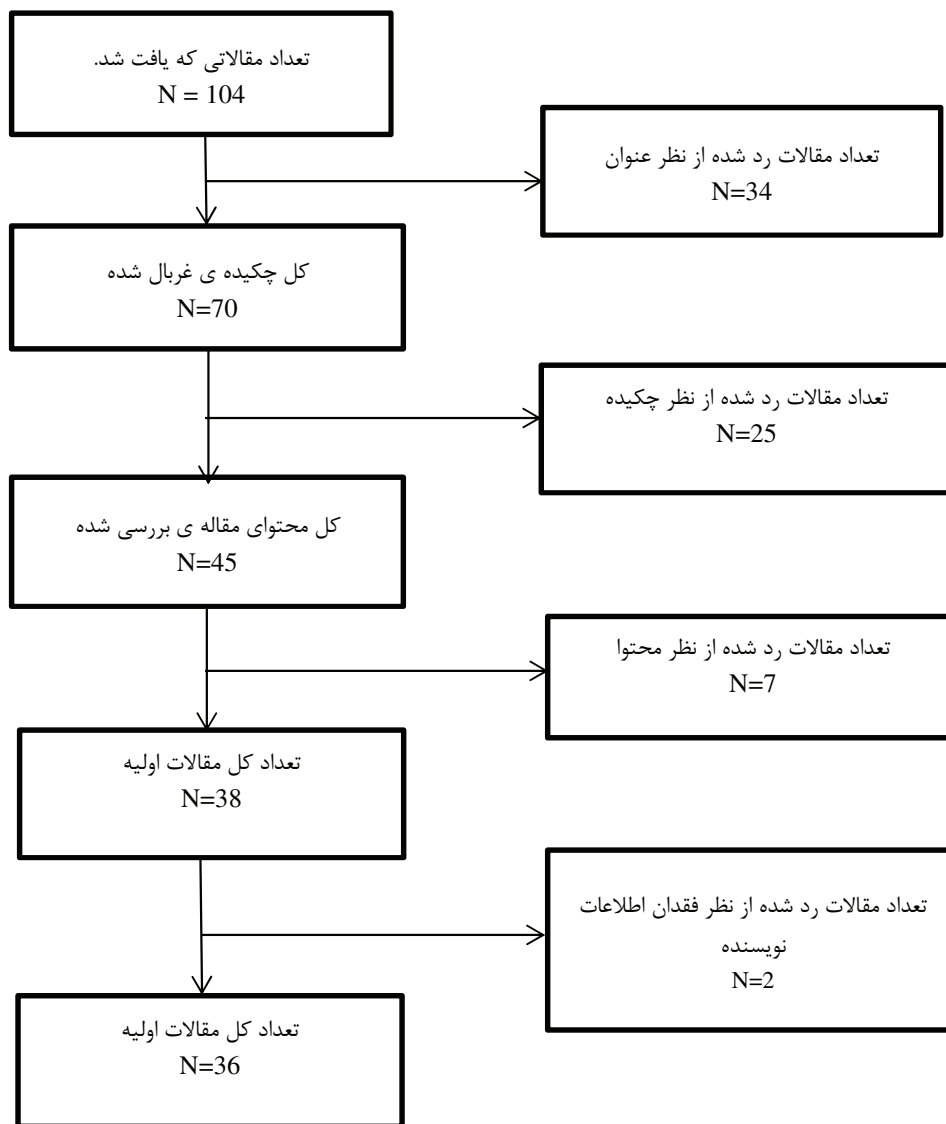 تعداد مقالاتی که یافت شد.
N = 104
تعداد مقالات رد شده از نظر عنوان
N=34
کل چکیده ی غربال شده
N=70
تعداد مقالات رد شده از نظر چکیده
N=25
کل محتوای مقاله ی بررسی شده
N=45
تعداد مقالات رد شده از نظر محتوا
N=7
تعداد کل مقالات اولیه
N=38
تعداد مقالات رد شده از نظر فقدان اطلاعات
نویسنده
N=2
تعداد کل مقالات اولیه
N=36